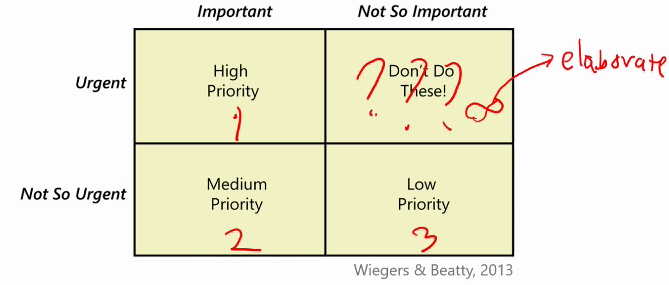 Important Not So Important
Urgent
High
Priority
1
Don't Do
These!
? ? ?
∞
elaborate
Not So Urgent
Medium
Priority
2
Low
Priority
3
Wiegers & Beatty, 2013